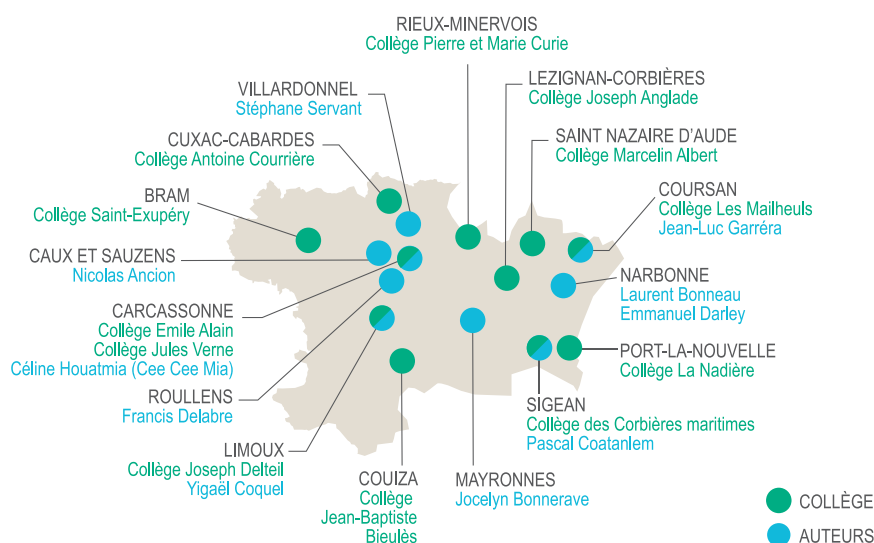 RIEUX-MINERVOIS
Collège Pierre et Marie Curie
LEZIGNAN-CORBIÈRES
Collège Joseph Anglade
VILLARDONNEL
Stéphane Servant
CUXAC-CABARDES
Collège Antoine Courrière
SAINT NAZAIRE D'AUDE
Collège Marcelin Albert
BRAM
Collège Saint-Exupéry
COURSAN
Collège Les Mailheuls
Jean-Luc Garréra
CAUX ET SAUZENS
Nicolas Ancion
NARBONNE
Laurent Bonneau
Emmanuel Darley
CARCASSONNE
Collège Emile Alain
Collège Jules Verne
Céline Houatmia (Cee Cee Mia)
PORT-LA-NOUVELLE
Collège La Nadière
ROULLENS
Francis Delabre
SIGEAN
Collège des Corbières maritimes
Pascal Coatanlem
LIMOUX
Collège Joseph Delteil
Yigaël Coquel
COUIZA
Collège
Jean-Baptiste
Bieulès
MAYRONNES
Jocelyn Bonnerave
COLLÈGE
AUTEURS